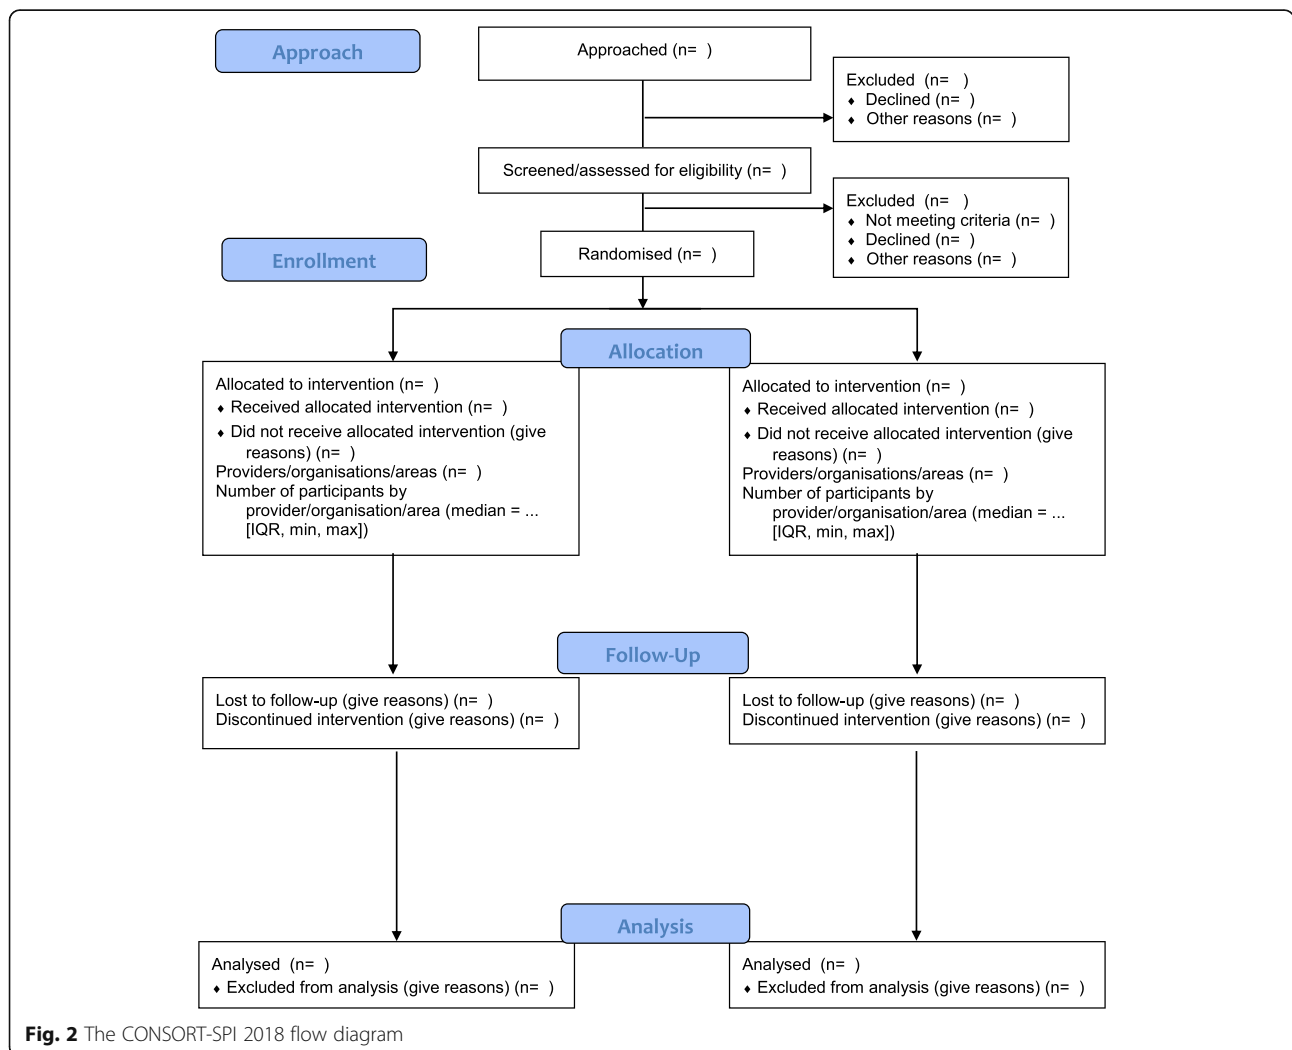 Approach
Approached (n=  )
Excluded  (n=   )
♦ Declined (n=  )
♦ Other reasons (n=  )
Screened/assessed for eligibility (n=  )
Excluded  (n=   )
♦ Not meeting criteria (n=  )
♦ Declined (n=  )
♦ Other reasons (n=  )
Enrollment
Randomised (n=  )
Allocation
Allocated to intervention (n=  )
♦ Received allocated intervention (n=  )
♦ Did not receive allocated intervention (give
reasons) (n=  )
Providers/organisations/areas (n=  )
Number of participants by
provider/organisation/area (median = ...
[IQR, min, max])
Allocated to intervention (n=  )
♦ Received allocated intervention (n=  )
♦ Did not receive allocated intervention (give
reasons) (n=  )
Providers/organisations/areas (n=  )
Number of participants by
provider/organisation/area (median = ...
[IQR, min, max])
Follow-Up
Lost to follow-up (give reasons) (n=  )
Discontinued intervention (give reasons) (n=  )
Lost to follow-up (give reasons) (n=  )
Discontinued intervention (give reasons) (n=  )
Analysis
Analysed  (n=  )
♦ Excluded from analysis (give reasons) (n=  )
Analysed  (n=  )
♦ Excluded from analysis (give reasons) (n=  )
Fig. 2 The CONSORT-SPI 2018 flow diagram